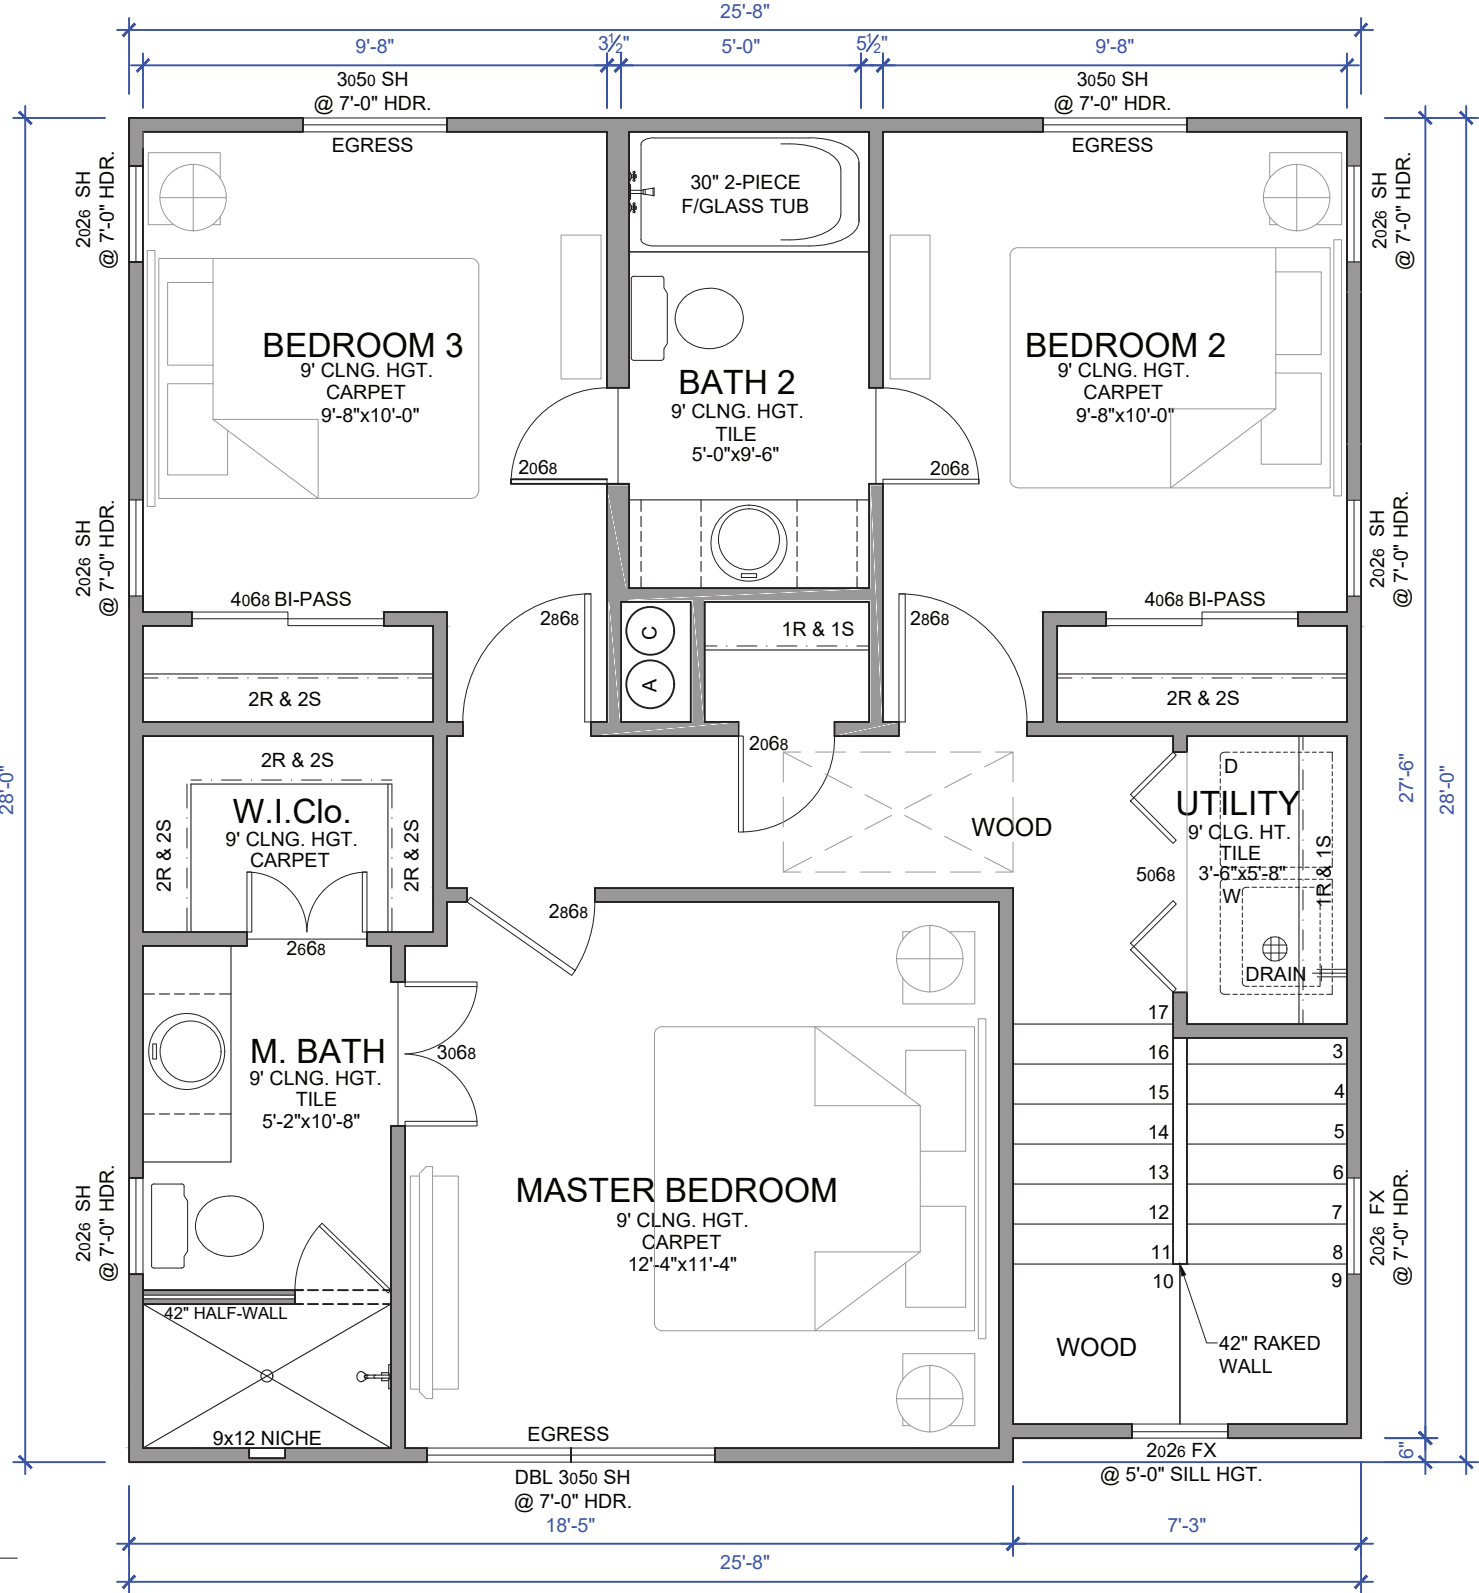 25'-8"
9'-8"
3½"
5'-0"
5½"
9'-8"
3050 SH
@ 7'-0" HDR.
3050 SH
@ 7'-0" HDR.
EGRESS
EGRESS
2026 SH
@ 7'-0" HDR.
30" 2-PIECE
F/GLASS TUB
2026 SH
@ 7'-0" HDR.
BEDROOM 3
9' CLNG. HGT.
CARPET
9'-8"x10'-0"
BATH 2
9' CLNG. HGT.
TILE
5'-0"x9'-6"
BEDROOM 2
9' CLNG. HGT.
CARPET
9'-8"x10'-0"
2068
2068
2026 SH
@ 7'-0" HDR.
2026 SH
@ 7'-0" HDR.
4068 BI-PASS
4068 BI-PASS
2868
C
A
1R & 1S
2868
2R & 2S
2R & 2S
2068
28'-0"
27'-6"
28'-0"
2R & 2S
2R & 2S
W.I.Clo.
9' CLNG. HGT.
CARPET
2R & 2S
WOOD
D
UTILITY
9' CLG. HT.
TILE
3'-6"x5'-8"
W
1R & 1S
5068
DRAIN
2868
2668
M. BATH
9' CLNG. HGT.
TILE
5'-2"x10'-8"
3068
17
16
15
14
13
12
11
10
3
4
5
6
7
8
9
MASTER BEDROOM
9' CLNG. HGT.
CARPET
12'-4"x11'-4"
2026 SH
@ 7'-0" HDR.
2026 FX
@ 7'-0" HDR.
42" HALF-WALL
WOOD
42" RAKED
WALL
9x12 NICHE
EGRESS
DBL 3050 SH
@ 7'-0" HDR.
2026 FX
@ 5'-0" SILL HGT.
6"
18'-5"
7'-3"
25'-8"